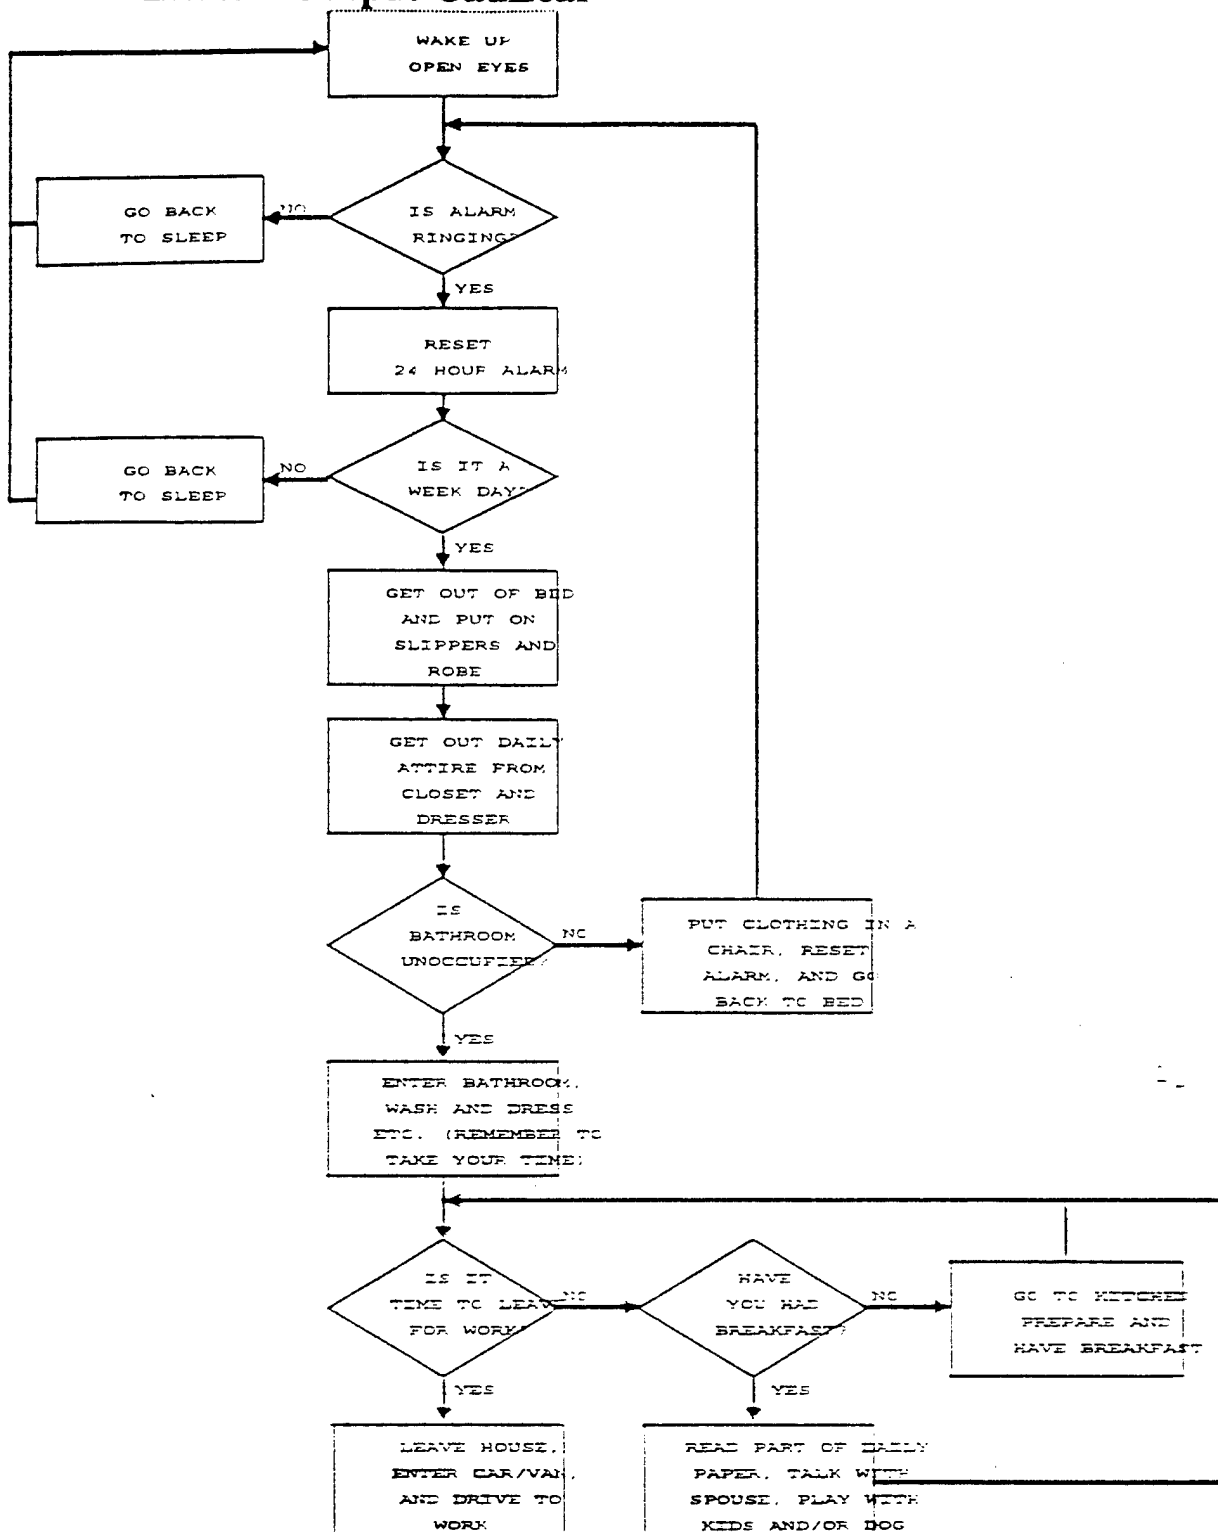 WAKE UP
OPEN EYES
GO BACK
TO SLEEP
NO
IS ALARM
RINGING?
YES
RESET
24 HOUR ALARM
GO BACK
TO SLEEP
NO
IS IT A
WEEK DAY?
YES
GET OUT OF BED
AND PUT ON
SLIPPERS AND
ROBE
GET OUT DAILY
ATTIRE FROM
CLOSET AND
DRESSER
IS
BATHROOM
UNOCCUPIED?
NO
PUT CLOTHING IN A
CHAIR, RESET
ALARM, AND GO
BACK TO BED
YES
ENTER BATHROOM,
WASH AND DRESS
ETC. (REMEMBER TO
TAKE YOUR TIME)
IS IT
TIME TO LEAVE
FOR WORK?
NO
HAVE
YOU HAD
BREAKFAST?
NO
GO TO KITCHEN
PREPARE AND
HAVE BREAKFAST
YES
YES
LEAVE HOUSE,
ENTER CAR/VAN,
AND DRIVE TO
WORK
READ PART OF DAILY
PAPER, TALK WITH
SPOUSE, PLAY WITH
KIDS AND/OR DOG